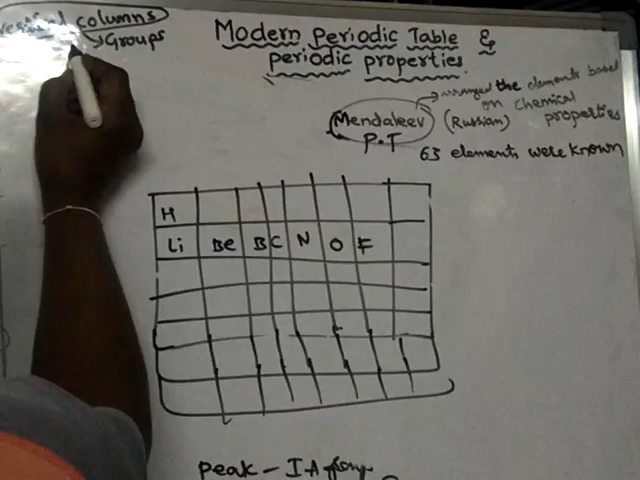 vertical columns
Groups
Modern Periodic Table &
periodic properties.
arranged the elements based
on chemical
properties
Mendaleev (Russian)
P.T
63 elements were known
H
Li Be B C N O F
peak - IA